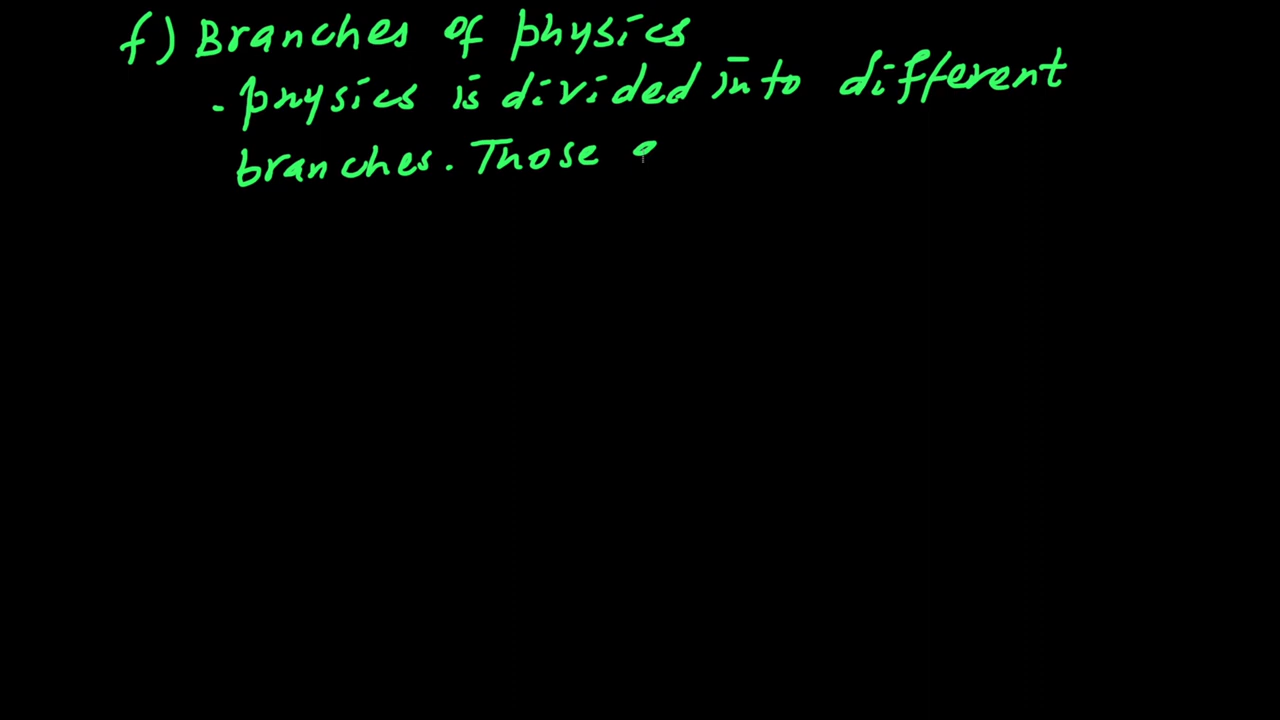 f) Branches of physics
- physics is divided into different
branches. Those